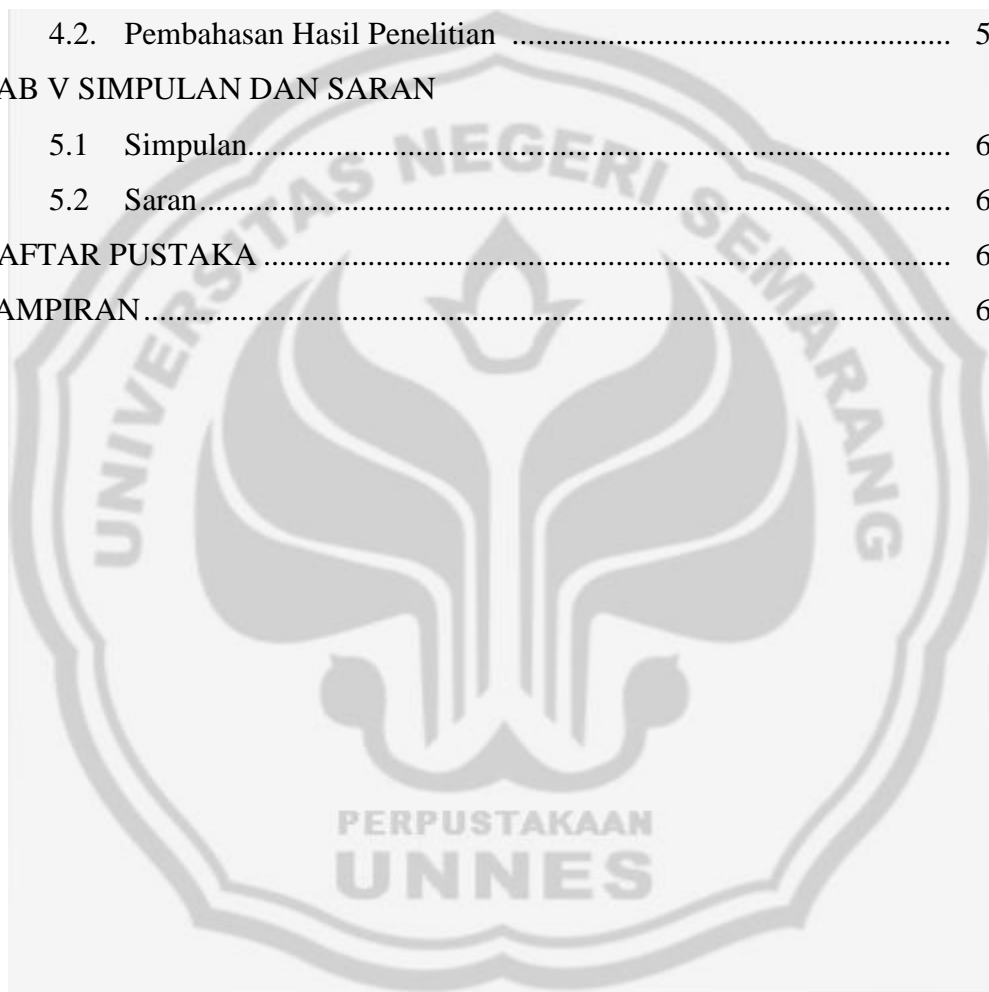 4.2. Pembahasan Hasil Penelitian ........................................................... 5
AB V SIMPULAN DAN SARAN
5.1 Simpulan.............................................................................................. 6
5.2 Saran.................................................................................................... 6
AFTAR PUSTAKA ............................................................................................ 6
AMPIRAN............................................................................................................ 6
UNIVERSITAS NEGERI SEMARANG
PERPUSTAKAAN
UNNES